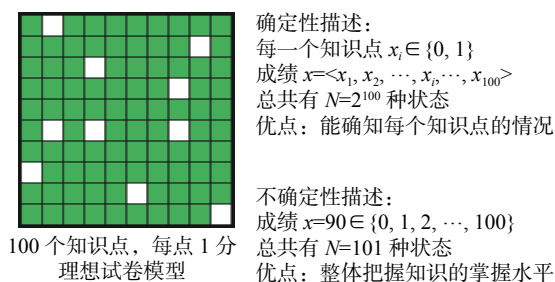 确定性描述：
每一个知识点 xᵢ∈{0, 1}
成绩 x=<x₁, x₂, ⋯, xᵢ,⋯, x₁₀₀>
总共有 N=2¹⁰⁰ 种状态
优点：能确知每个知识点的情况
不确定性描述：
成绩 x=90∈{0, 1, 2, ⋯, 100}
总共有 N=101 种状态
优点：整体把握知识的掌握水平
100 个知识点，每点 1 分
理想试卷模型